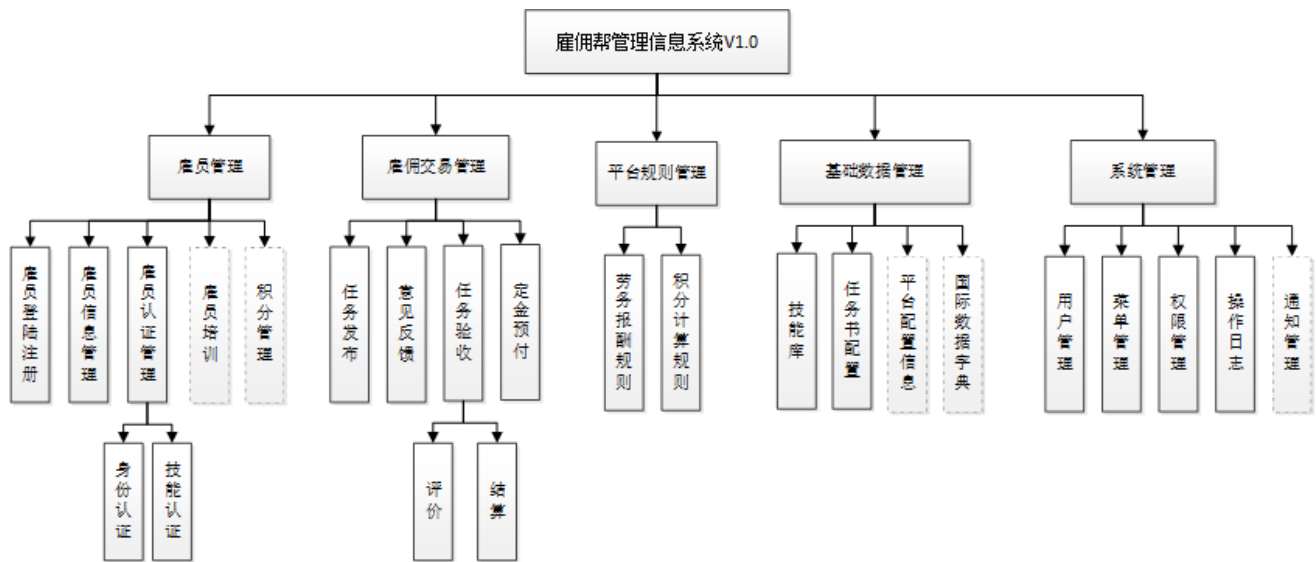 雇佣帮管理信息系统V1.0
雇员管理
雇佣交易管理
平台规则管理
基础数据管理
系统管理
雇员登陆注册
雇员信息管理
雇员认证管理
雇员培训
积分管理
任务发布
意见反馈
任务验收
定金预付
劳务报酬规则
积分计算规则
技能库
任务书配置
平台配置信息
国际数据字典
用户管理
菜单管理
权限管理
操作日志
通知管理
身份认证
技能认证
评价
结算